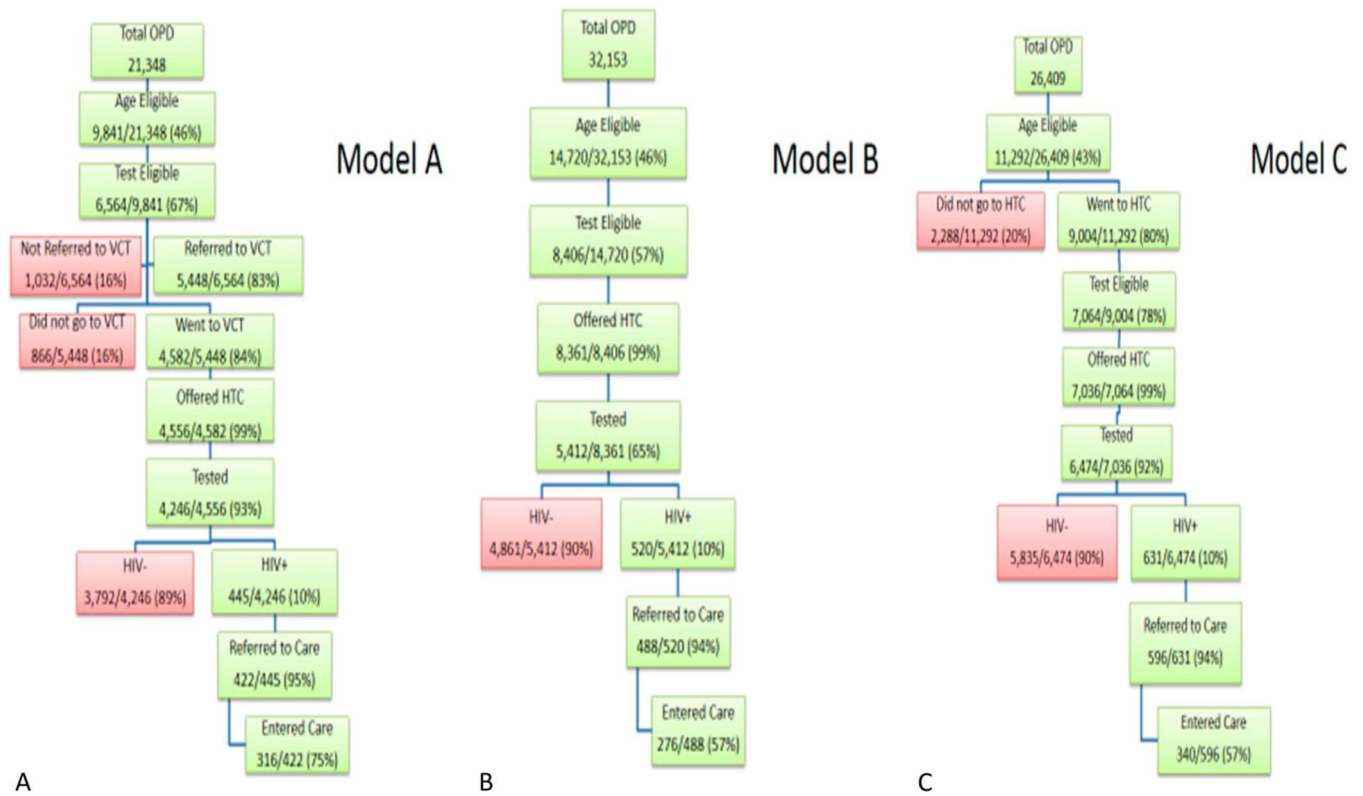 Total OPD
21,348
Age Eligible
9,841/21,348 (46%)
Test Eligible
6,564/9,841 (67%)
Not Referred to VCT
1,032/6,564 (16%)
Referred to VCT
5,448/6,564 (83%)
Did not go to VCT
866/5,448 (16%)
Went to VCT
4,582/5,448 (84%)
Offered HTC
4,556/4,582 (99%)
Tested
4,246/4,556 (93%)
HIV-
3,792/4,246 (89%)
HIV+
445/4,246 (10%)
Referred to Care
422/445 (95%)
Entered Care
316/422 (75%)
Model A
A
Total OPD
32,153
Age Eligible
14,720/32,153 (46%)
Test Eligible
8,406/14,720 (57%)
Offered HTC
8,361/8,406 (99%)
Tested
5,412/8,361 (65%)
HIV-
4,861/5,412 (90%)
HIV+
520/5,412 (10%)
Referred to Care
488/520 (94%)
Entered Care
276/488 (57%)
Model B
B
Total OPD
26,409
Age Eligible
11,292/26,409 (43%)
Did not go to HTC
2,288/11,292 (20%)
Went to HTC
9,004/11,292 (80%)
Test Eligible
7,064/9,004 (78%)
Offered HTC
7,036/7,064 (99%)
Tested
6,474/7,036 (92%)
HIV-
5,835/6,474 (90%)
HIV+
631/6,474 (10%)
Referred to Care
596/631 (94%)
Entered Care
340/596 (57%)
Model C
C